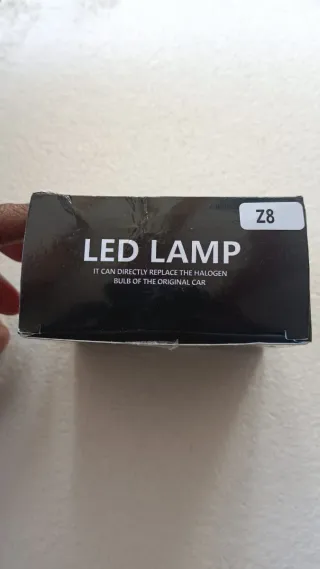 Z8
LED LAMP
IT CAN DIRECTLY REPLACE THE HALOGEN
BULB OF THE ORIGINAL CAR